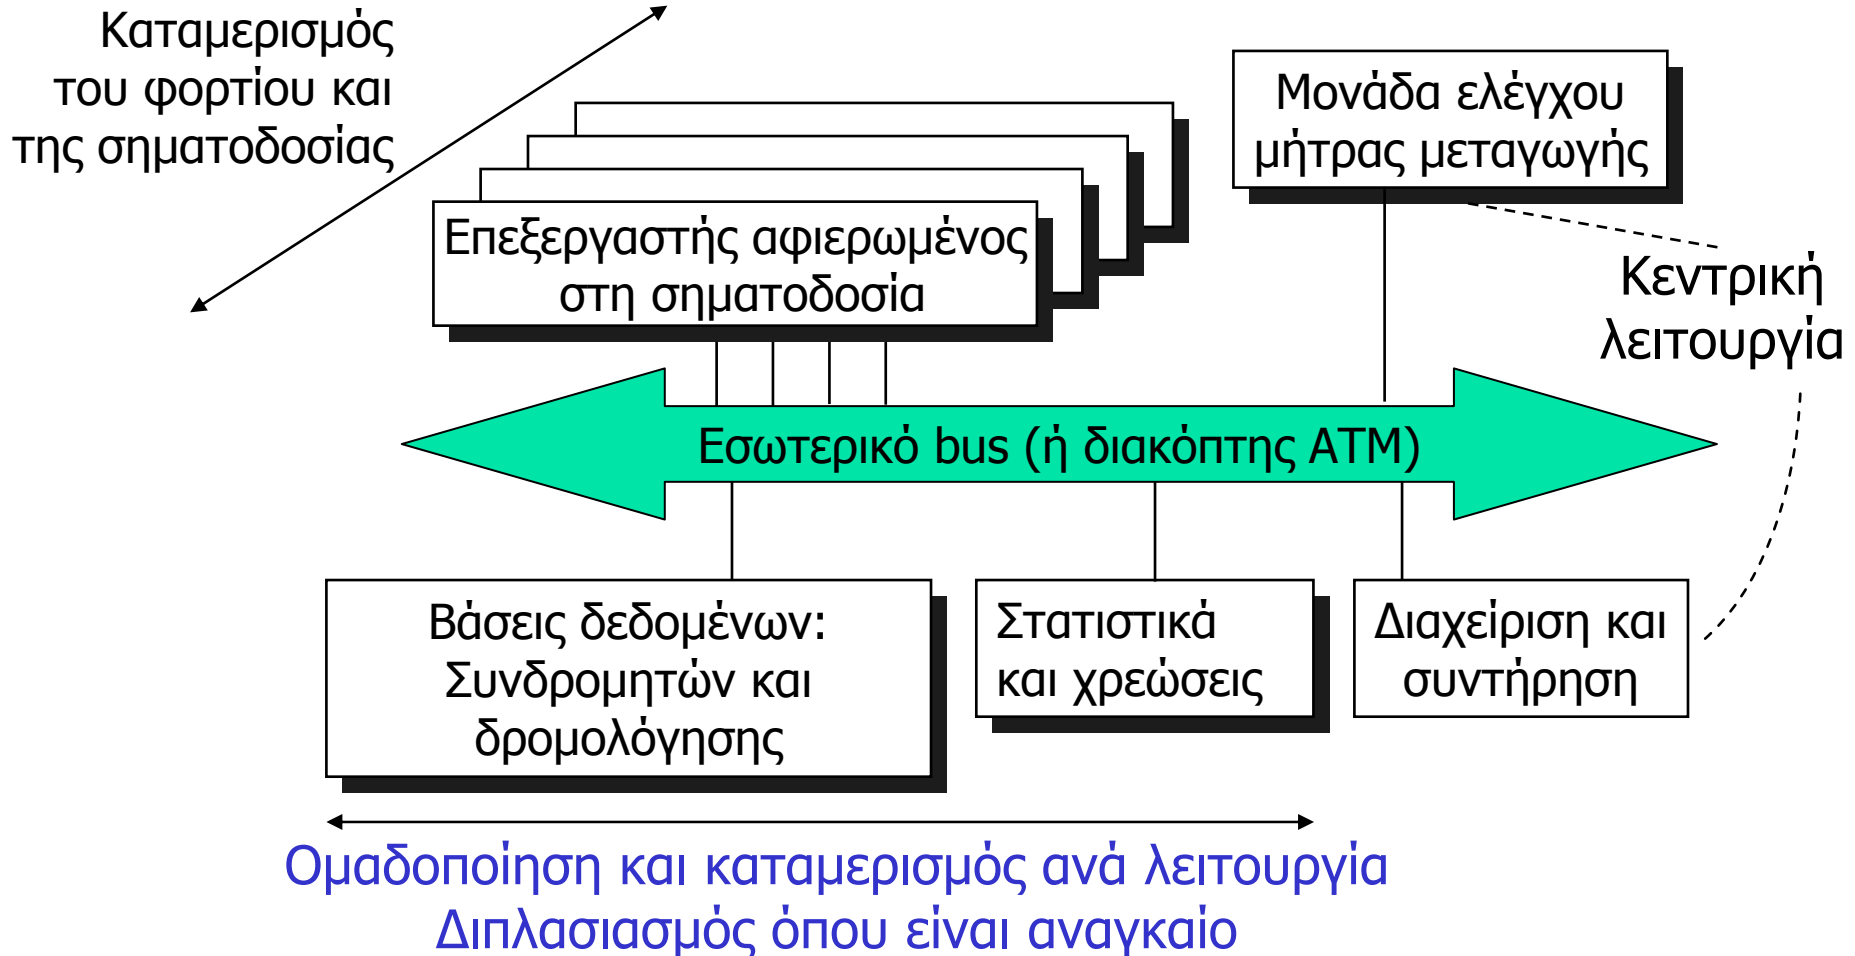 Καταμερισμός
του φορτίου και
της σηματοδοσίας
Μονάδα ελέγχου
μήτρας μεταγωγής
Επεξεργαστής αφιερωμένος
στη σηματοδοσία
Κεντρική
λειτουργία
Εσωτερικό bus (ή διακόπτης ATM)
Βάσεις δεδομένων:
Συνδρομητών και
δρομολόγησης
Στατιστικά
και χρεώσεις
Διαχείριση και
συντήρηση
Ομαδοποίηση και καταμερισμός ανά λειτουργία
Διπλασιασμός όπου είναι αναγκαίο